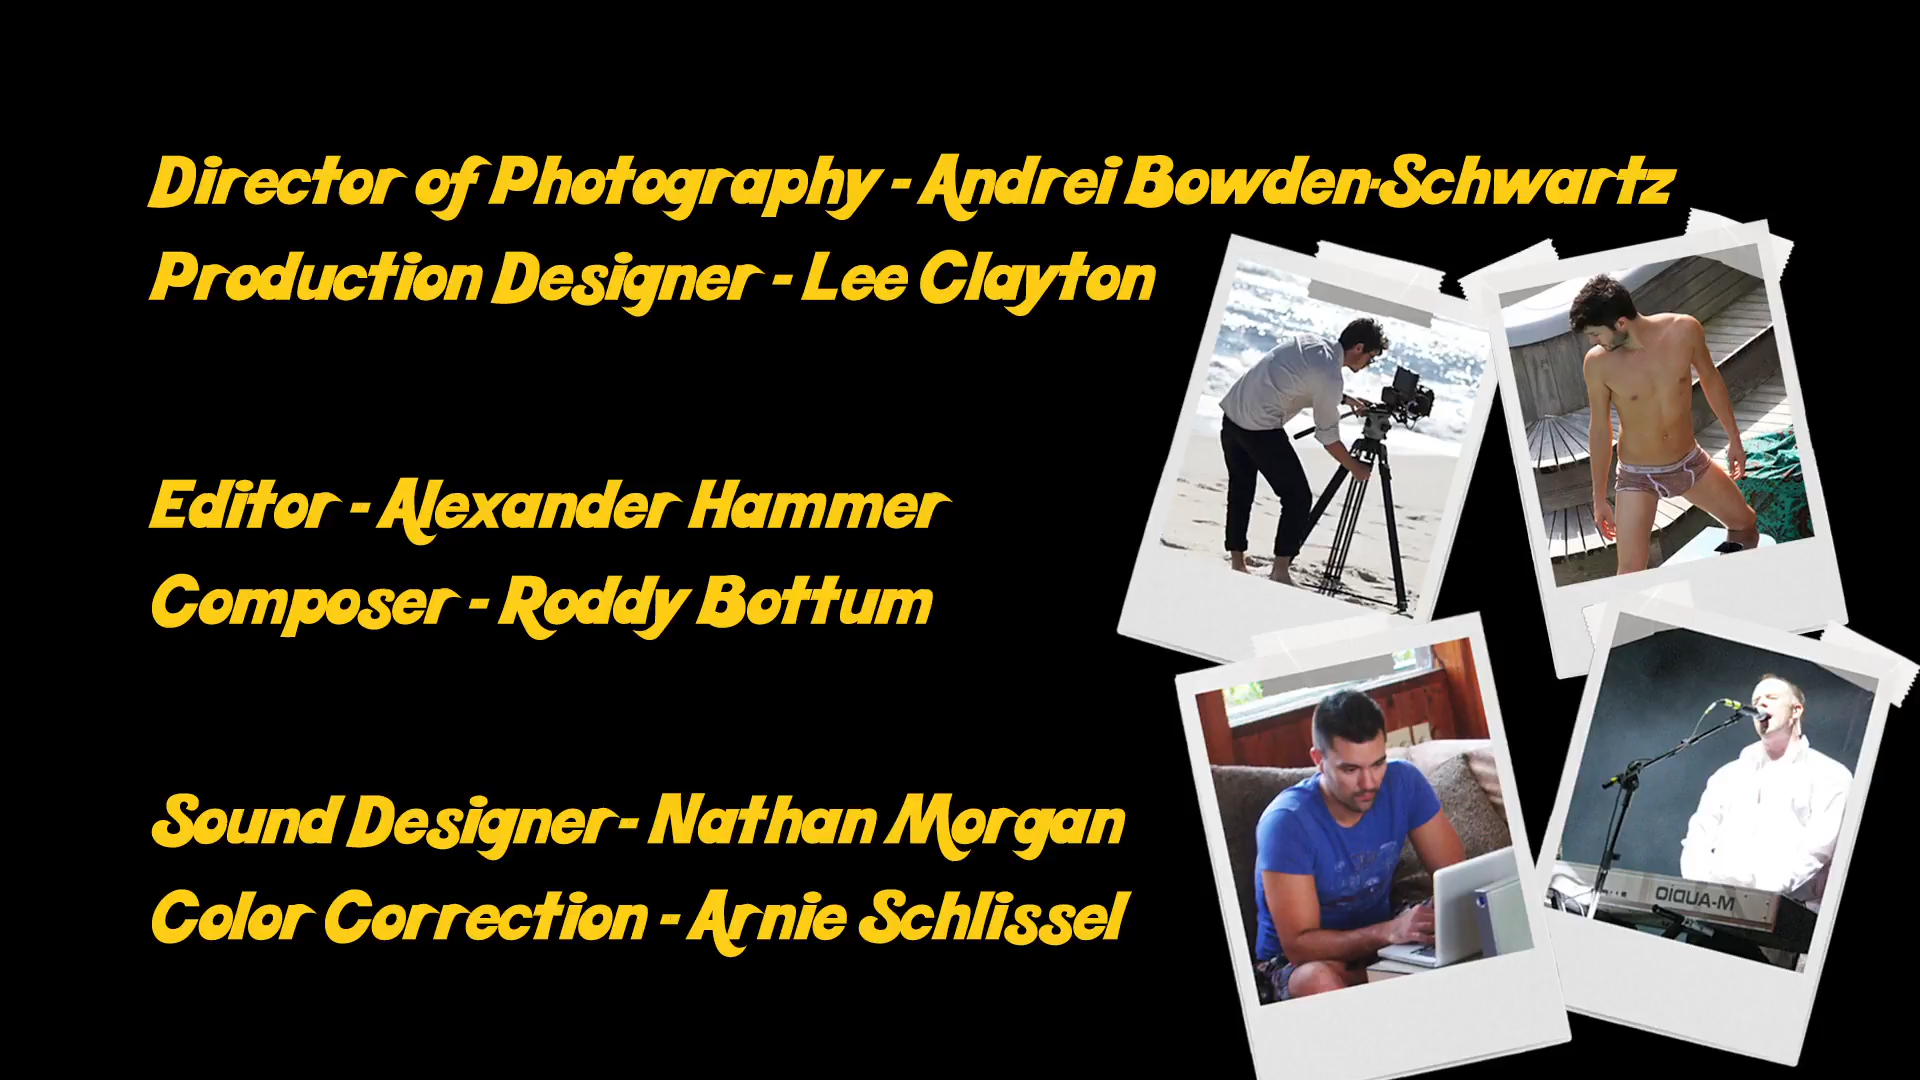 Director of Photography - Andrei Bowden-Schwartz
Production Designer - Lee Clayton
Editor - Alexander Hammer
Composer - Roddy Bottum
Sound Designer- Nathan Morgan
Color Correction - Arnie Schlissel
M-AUDIO